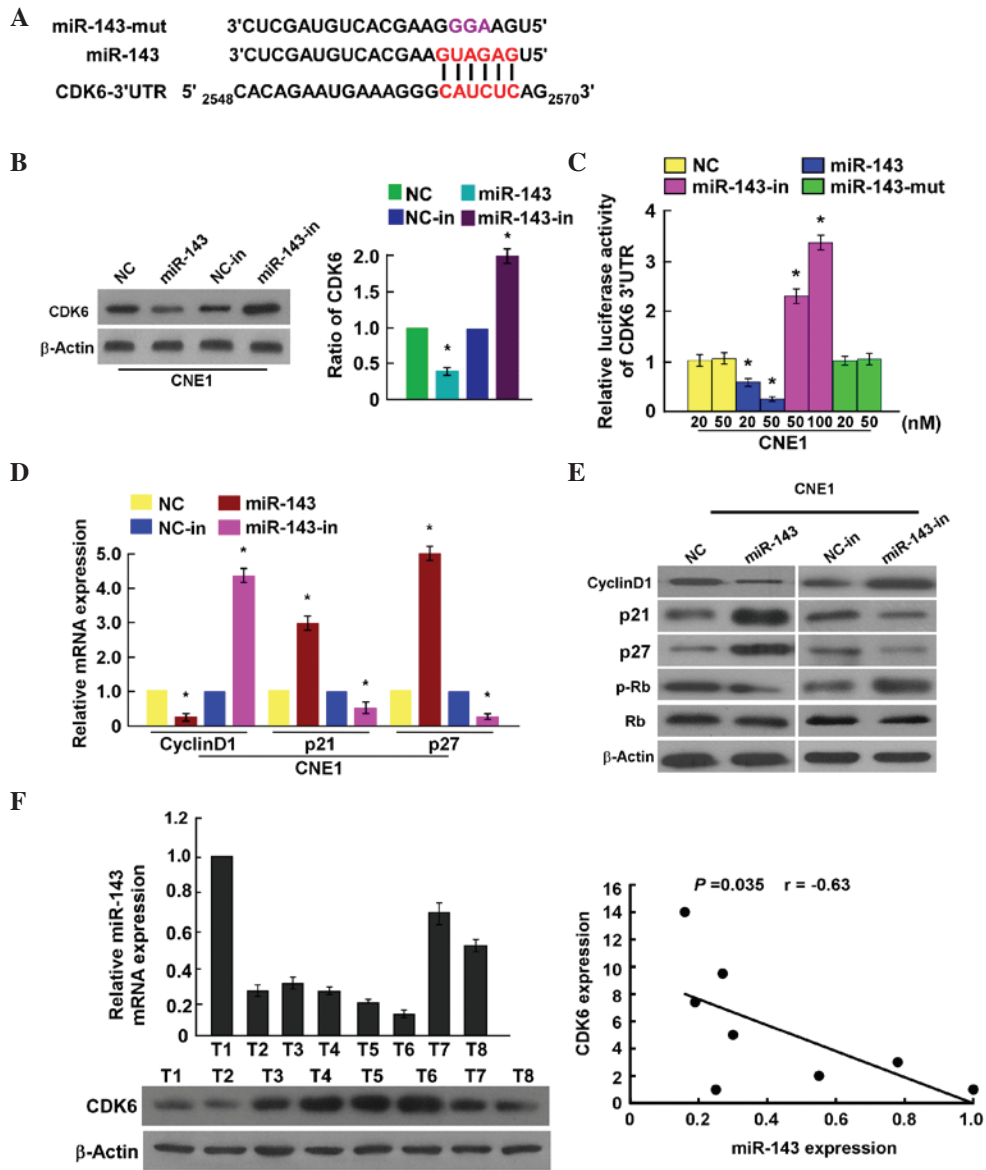 A
miR-143-mut 3'CUCGAUGUCACGAAGGGAAGU5'
miR-143 3'CUCGAUGUCACGAAGUAGAGU5'
CDK6-3'UTR 5' 2548CACAGAAUGAAAGGGCAUCUCAG2570 3'
B
NC miR-143 NC-in miR-143-in
CDK6
β-Actin
CNE1
NC miR-143
NC-in miR-143-in
Ratio of CDK6
2.0
1.0
0.5
0
* *
C
NC miR-143
miR-143-in miR-143-mut
Relative luciferase activity
of CDK6 3'UTR
4
3
2
1
0
* * * *
20 50 20 50 50 100 20 50 (nM)
CNE1
D
NC miR-143
NC-in miR-143-in
Relative mRNA expression
5.0
4.0
3.0
2.0
1.0
0
* * * * * *
CyclinD1 p21 p27
CNE1
E
CNE1
NC miR-143 NC-in miR-143-in
CyclinD1
p21
p27
p-Rb
Rb
β-Actin
F
Relative miR-143
mRNA expression
1.2
1.0
0.8
0.4
0.2
0
T1 T2 T3 T4 T5 T6 T7 T8
T1 T2 T3 T4 T5 T6 T7 T8
CDK6
β-Actin
P =0.035 r = -0.63
CDK6 expression
16
14
12
10
8
6
4
2
0
0.2 0.4 0.6 0.8 1.0
miR-143 expression